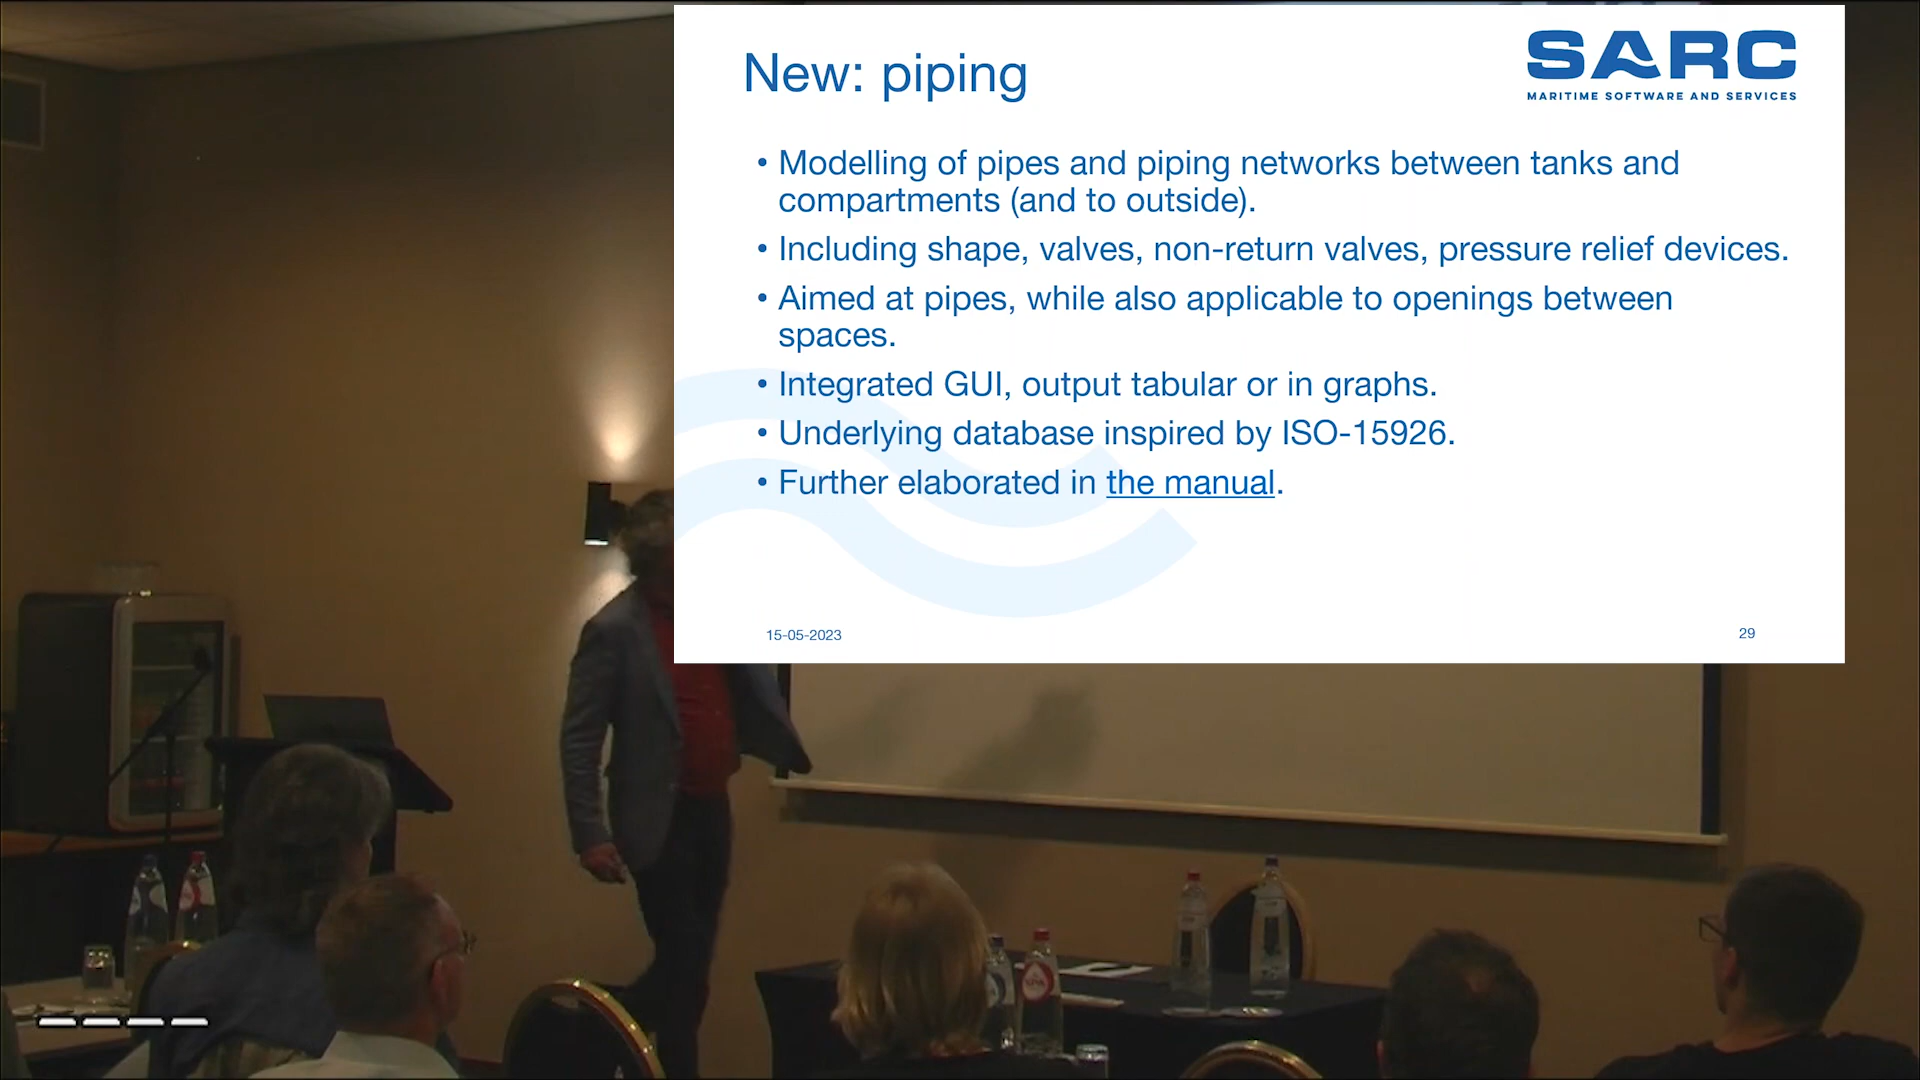 New: piping
SARC
MARITIME SOFTWARE AND SERVICES
• Modelling of pipes and piping networks between tanks and
compartments (and to outside).
• Including shape, valves, non-return valves, pressure relief devices.
• Aimed at pipes, while also applicable to openings between
spaces.
• Integrated GUI, output tabular or in graphs.
• Underlying database inspired by ISO-15926.
• Further elaborated in the manual.
15-05-2023
29
SPA